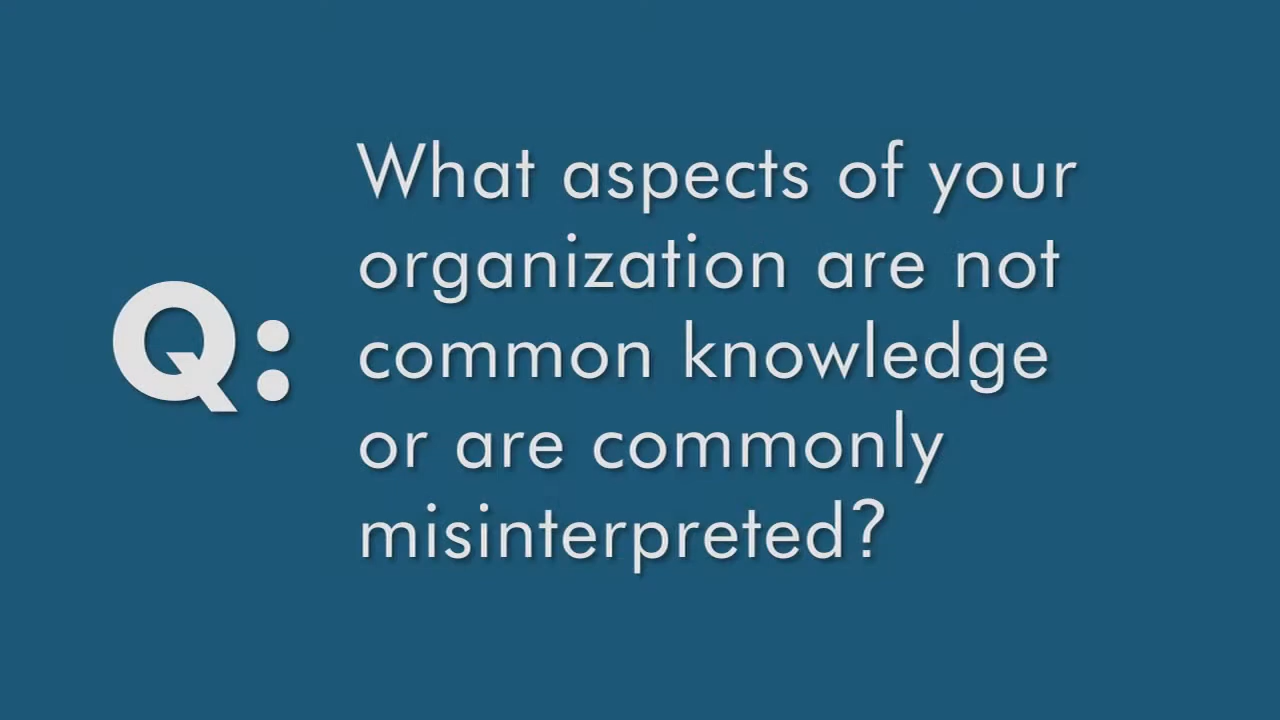 Q:
What aspects of your
organization are not
common knowledge
or are commonly
misinterpreted?